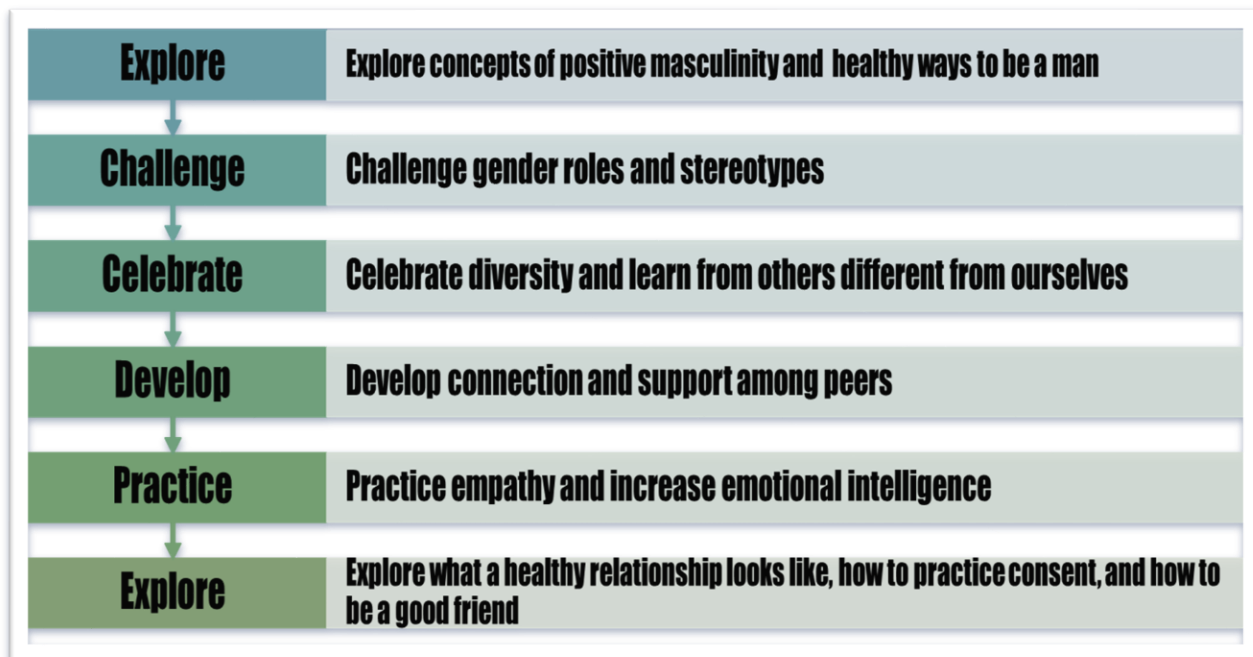 Explore
Explore concepts of positive masculinity and healthy ways to be a man
Challenge
Challenge gender roles and stereotypes
Celebrate
Celebrate diversity and learn from others different from ourselves
Develop
Develop connection and support among peers
Practice
Practice empathy and increase emotional intelligence
Explore
Explore what a healthy relationship looks like, how to practice consent, and how to
be a good friend